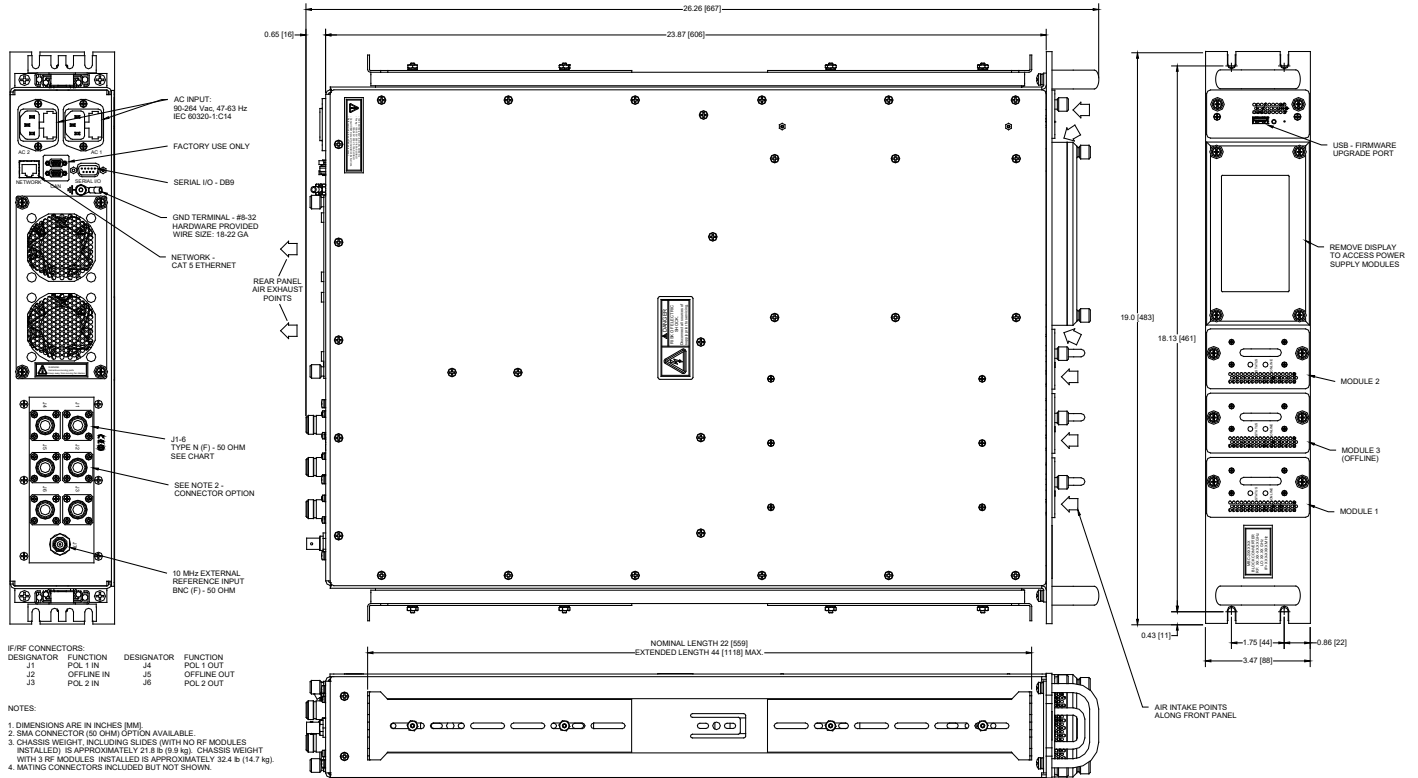 26.26 [667]
0.65 [16]
23.87 [606]
AC INPUT:
90-264 Vac, 47-63 Hz
IEC 60320-1:C14
FACTORY USE ONLY
SERIAL I/O - DB9
GND TERMINAL - #8-32
HARDWARE PROVIDED
WIRE SIZE: 18-22 GA
NETWORK -
CAT 5 ETHERNET
AC 2
AC 1
NETWORK
CAN
SERIAL I/O
REAR PANEL
AIR EXHAUST
POINTS
J1-6
TYPE N (F) - 50 OHM
SEE CHART
SEE NOTE 2 -
CONNECTOR OPTION
10 MHz EXTERNAL
REFERENCE INPUT
BNC (F) - 50 OHM
DANGER
19.0 [483]
18.13 [461]
USB - FIRMWARE
UPGRADE PORT
REMOVE DISPLAY
TO ACCESS POWER
SUPPLY MODULES
MODULE 2
MODULE 3
(OFFLINE)
MODULE 1
0.43 [11]
1.75 [44]
0.86 [22]
3.47 [88]
AIR INTAKE POINTS
ALONG FRONT PANEL
NOMINAL LENGTH 22 [559]
EXTENDED LENGTH 44 [1118] MAX.
IF/RF CONNECTORS:
DESIGNATOR FUNCTION DESIGNATOR FUNCTION
J1 POL 1 IN J4 POL 1 OUT
J2 OFFLINE IN J5 OFFLINE OUT
J3 POL 2 IN J6 POL 2 OUT
NOTES:
1. DIMENSIONS ARE IN INCHES [MM].
2. SMA CONNECTOR (50 OHM) OPTION AVAILABLE.
3. CHASSIS WEIGHT, INCLUDING SLIDES (WITH NO RF MODULES
INSTALLED) IS APPROXIMATELY 21.8 lb (9.9 kg). CHASSIS WEIGHT
WITH 3 RF MODULES INSTALLED IS APPROXIMATELY 32.4 lb (14.7 kg).
4. MATING CONNECTORS INCLUDED BUT NOT SHOWN.